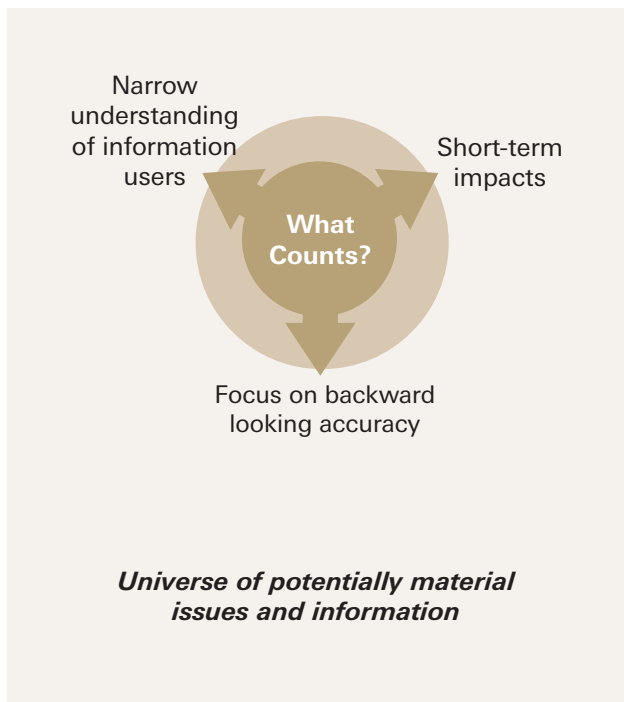 Narrow
understanding
of information
users
Short-term
impacts
What
Counts?
Focus on backward
looking accuracy
Universe of potentially material
issues and information